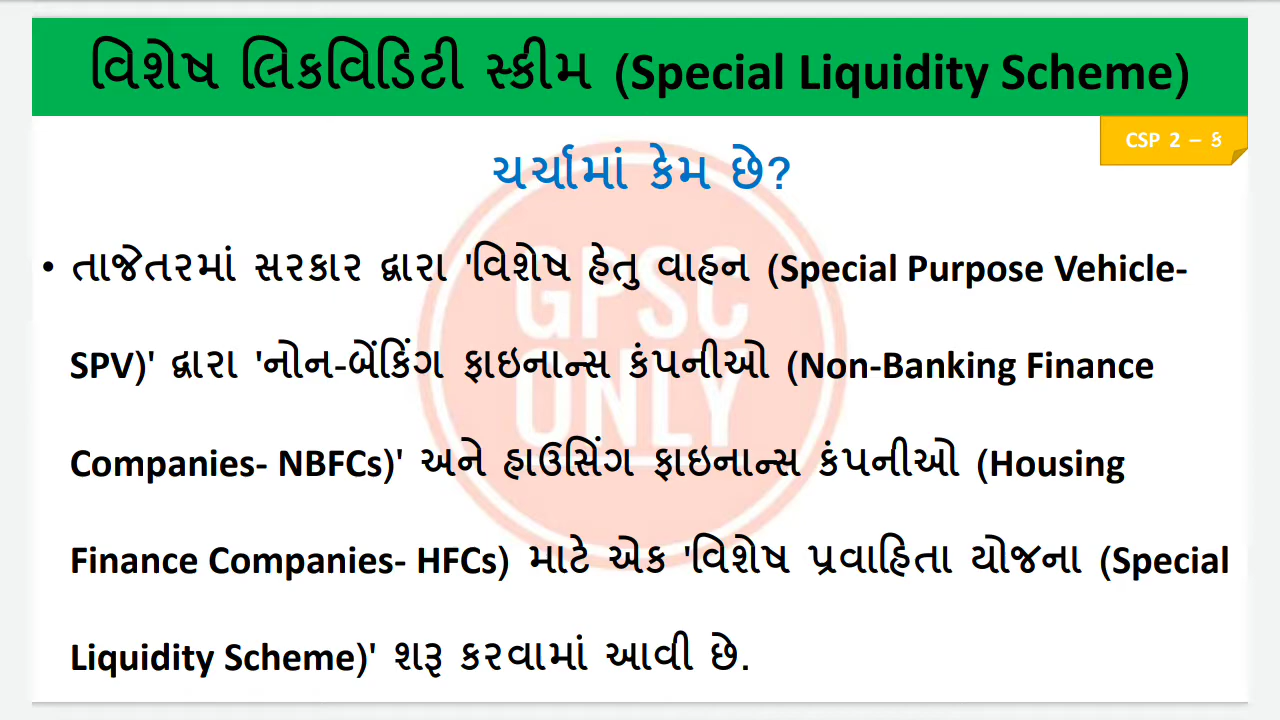 વિશેષ લિકવિડિટી સ્કીમ (Special Liquidity Scheme)
CSP 2 – ક
ચર્ચામાં કેમ છે?
• તાજેતરમાં સરકાર દ્વારા 'વિશેષ હેતુ વાહન (Special Purpose Vehicle-
SPV)' દ્વારા 'નોન-બેંકિંગ ફાઇનાન્સ કંપનીઓ (Non-Banking Finance
Companies- NBFCs)' અને હાઉસિંગ ફાઇનાન્સ કંપનીઓ (Housing
Finance Companies- HFCs) માટે એક 'વિશેષ પ્રવાહિતા યોજના (Special
Liquidity Scheme)' શરૂ કરવામાં આવી છે.
GPSC
ONLY